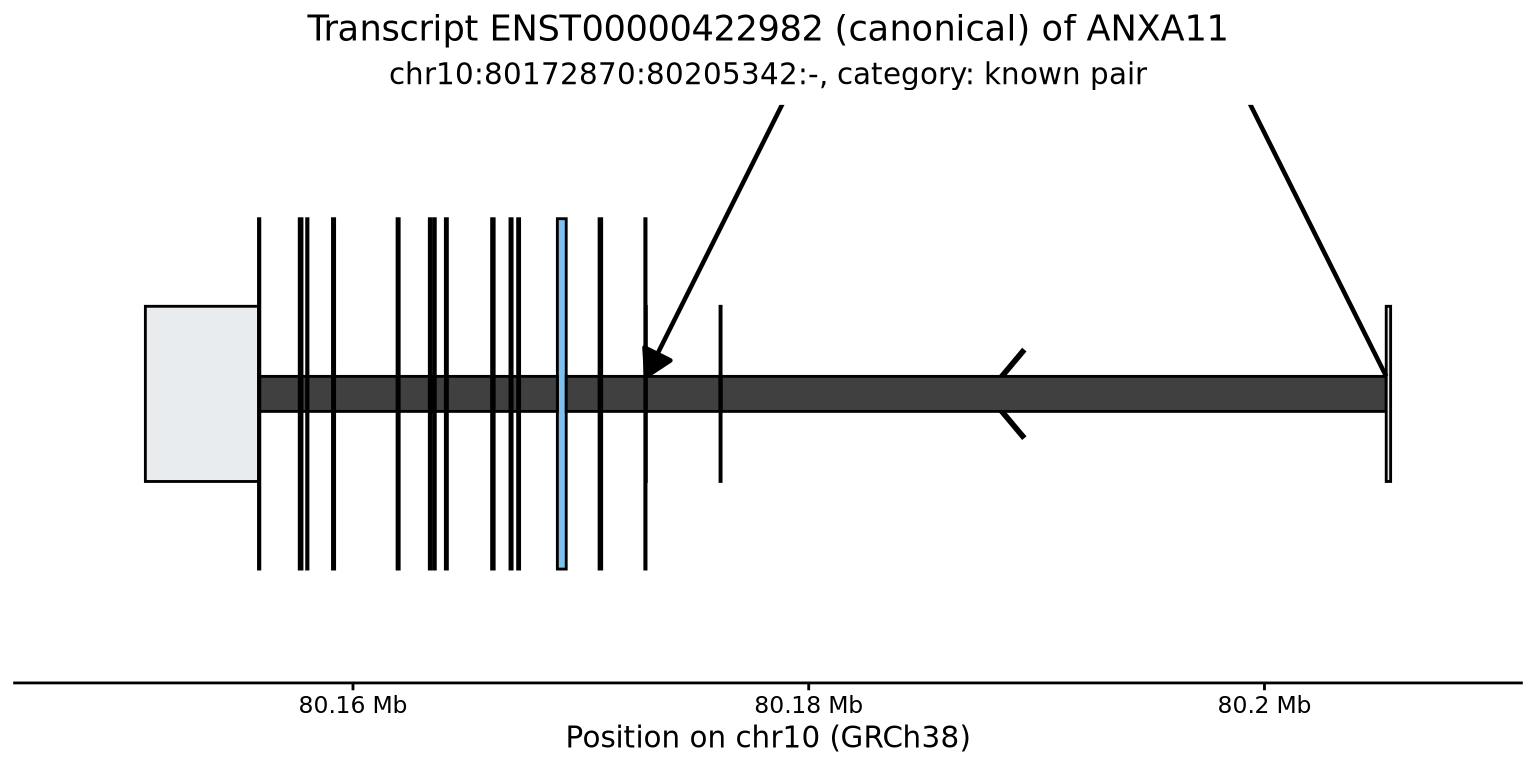 Transcript ENST00000422982 (canonical) of ANXA11
chr10:80172870:80205342:-, category: known pair
80.16 Mb
80.18 Mb
80.2 Mb
Position on chr10 (GRCh38)